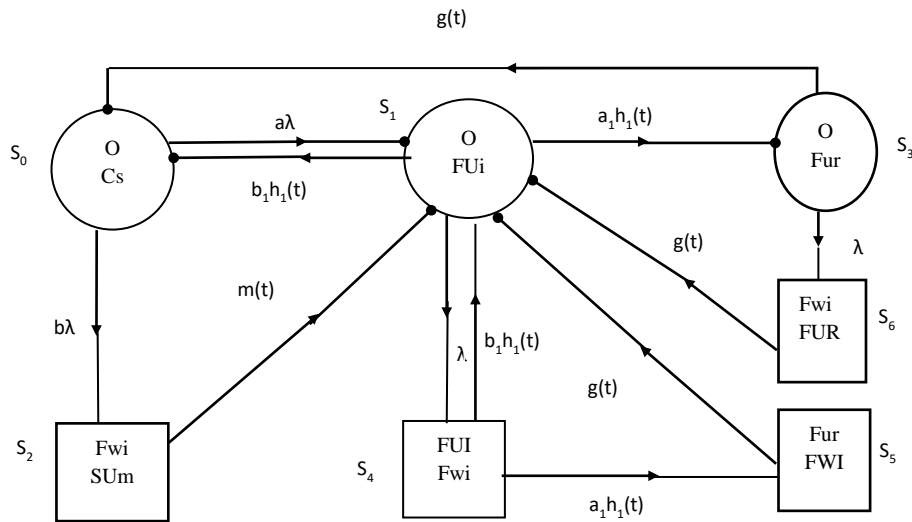 g(t)
S1
aλ
a1h1(t)
O
Cs
O
FUi
O
Fur
S0
S3
b1h1(t)
g(t)
λ
m(t)
Fwi
FUR
S6
bλ
λ
b1h1(t)
g(t)
Fwi
SUm
S2
FUI
Fwi
S4
Fur
FWI
S5
a1h1(t)